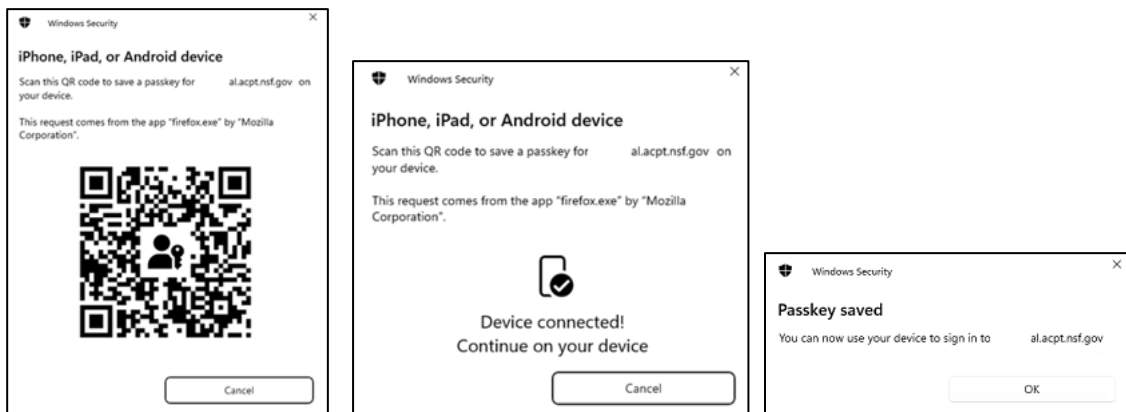 Windows Security
iPhone, iPad, or Android device
Scan this QR code to save a passkey for al.acpt.nsf.gov on
your device.
This request comes from the app "firefox.exe" by "Mozilla
Corporation".
Cancel
Windows Security
iPhone, iPad, or Android device
Scan this QR code to save a passkey for al.acpt.nsf.gov on
your device.
This request comes from the app "firefox.exe" by "Mozilla
Corporation".
Device connected!
Continue on your device
Cancel
Windows Security
Passkey saved
You can now use your device to sign in to al.acpt.nsf.gov
OK